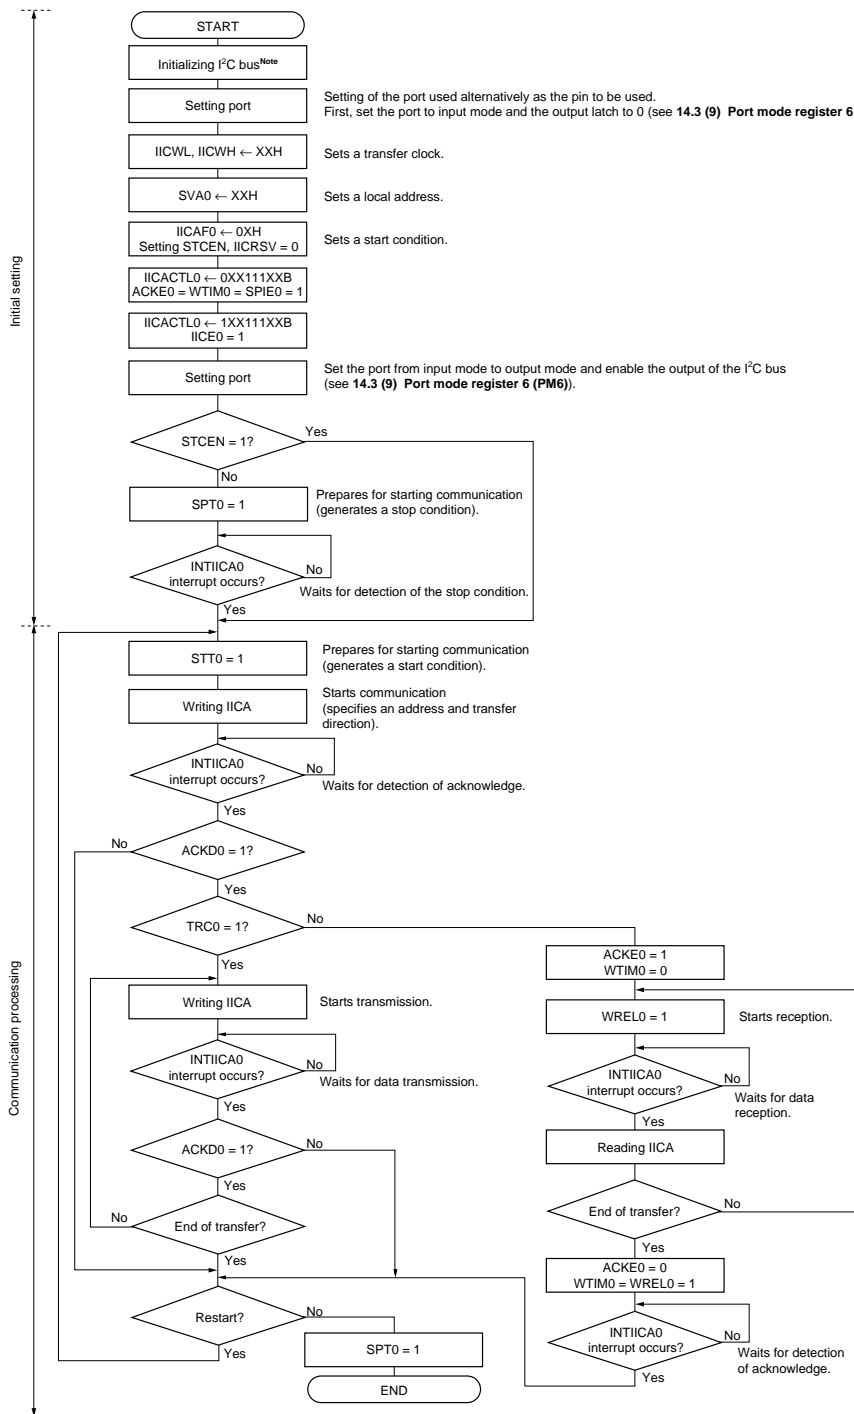 START
Initializing I²C busNote
Setting port
Setting of the port used alternatively as the pin to be used.
First, set the port to input mode and the output latch to 0 (see 14.3 (9) Port mode register 6
IICWL, IICWH ← XXH
Sets a transfer clock.
SVA0 ← XXH
Sets a local address.
IICAF0 ← 0XH
Setting STCEN, IICRSV = 0
Sets a start condition.
Initial setting
IICACTL0 ← 0XX111XXB
ACKE0 = WTIM0 = SPIE0 = 1
IICACTL0 ← 1XX111XXB
IICE0 = 1
Setting port
Set the port from input mode to output mode and enable the output of the I²C bus
(see 14.3 (9) Port mode register 6 (PM6)).
STCEN = 1?
Yes
No
SPT0 = 1
Prepares for starting communication
(generates a stop condition).
INTIICA0
interrupt occurs?
No
Waits for detection of the stop condition.
Yes
STT0 = 1
Prepares for starting communication
(generates a start condition).
Writing IICA
Starts communication
(specifies an address and transfer
direction).
INTIICA0
interrupt occurs?
No
Waits for detection of acknowledge.
Yes
No
ACKD0 = 1?
Yes
TRC0 = 1?
No
Yes
Communication processing
Writing IICA
Starts transmission.
INTIICA0
interrupt occurs?
No
Waits for data transmission.
Yes
ACKD0 = 1?
No
Yes
No
End of transfer?
Yes
Restart?
No
Yes
SPT0 = 1
END
ACKE0 = 1
WTIM0 = 0
WREL0 = 1
Starts reception.
INTIICA0
interrupt occurs?
No
Waits for data
reception.
Yes
Reading IICA
End of transfer?
No
Yes
ACKE0 = 0
WTIM0 = WREL0 = 1
INTIICA0
interrupt occurs?
No
Waits for detection
of acknowledge.
Yes